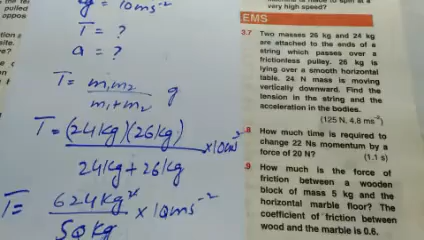 g = 10ms⁻²
T = ?
a = ?
T = m₁m₂ / m₁+m₂ g
T = (24kg)(26kg) / 24kg+26kg ×10ms⁻²
T = 624kg² / 50kg × 10ms⁻²
very high speed?
EMS
3.7 Two masses 26 kg and 24 kg
are attached to the ends of a
string which passes over a
frictionless pulley. 26 kg is
lying over a smooth horizontal
table. 24 N mass is moving
vertically downward. Find the
tension in the string and the
acceleration in the bodies.
(125 N, 4.8 ms⁻²)
.8 How much time is required to
change 22 Ns momentum by a
force of 20 N? (1.1 s)
.9 How much is the force of
friction between a wooden
block of mass 5 kg and the
horizontal marble floor? The
coefficient of friction between
wood and the marble is 0.6.